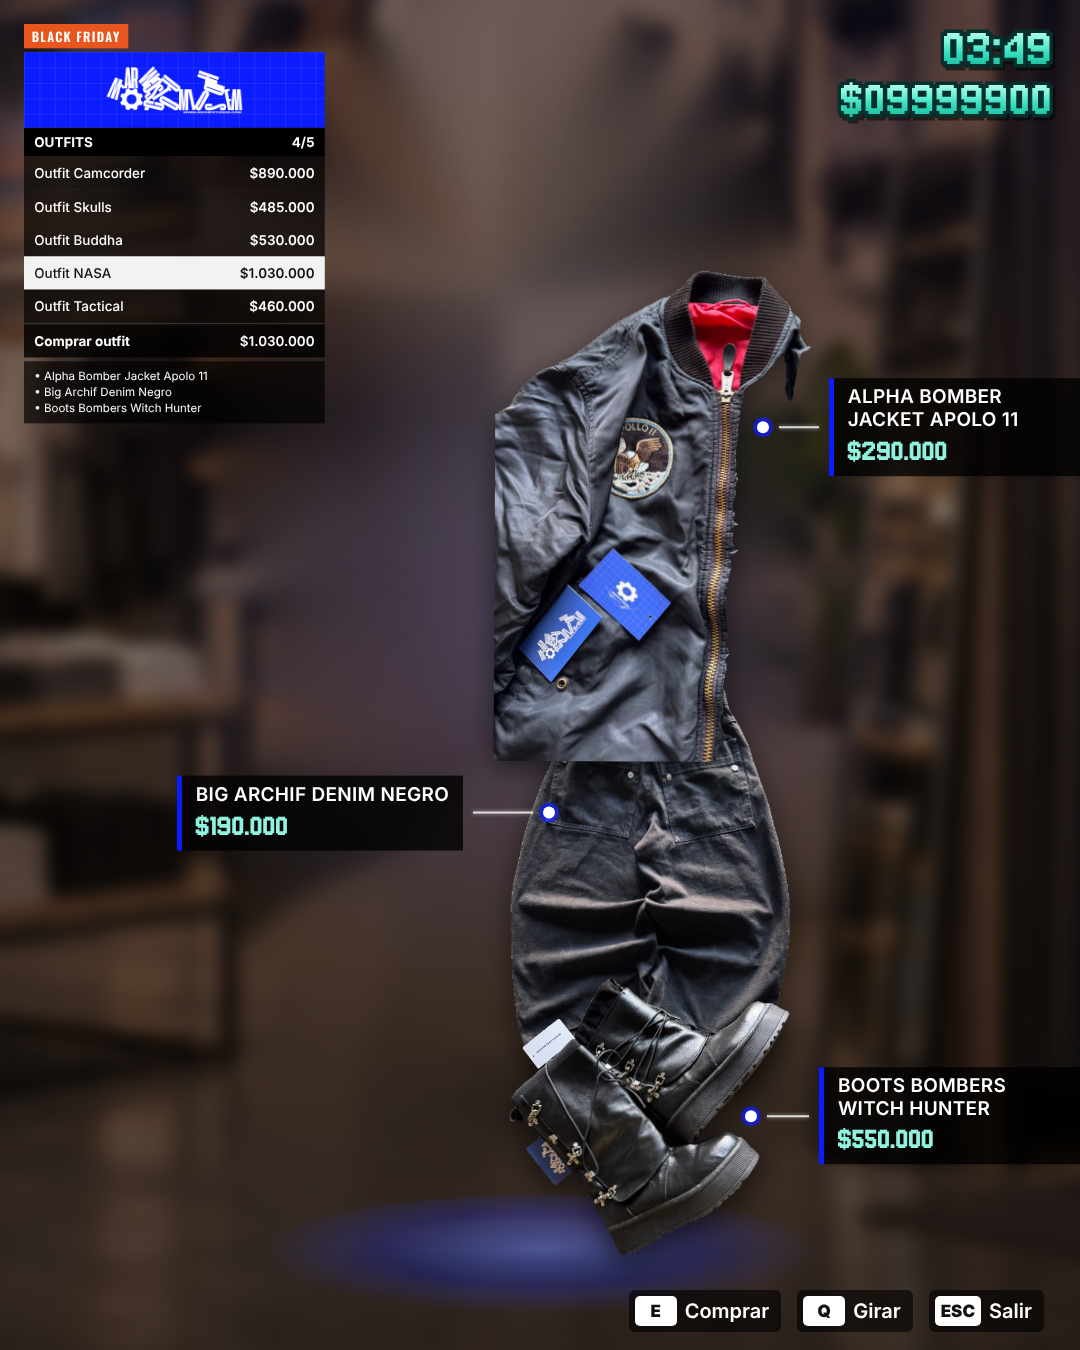 BLACK FRIDAY
OUTFITS 4/5
Outfit Camcorder $890.000
Outfit Skulls $485.000
Outfit Buddha $530.000
Outfit NASA $1.030.000
Outfit Tactical $460.000
Comprar outfit $1.030.000
• Alpha Bomber Jacket Apolo 11
• Big Archif Denim Negro
• Boots Bombers Witch Hunter
03:49
$09999900
ALPHA BOMBER
JACKET APOLO 11
$290.000
BIG ARCHIF DENIM NEGRO
$190.000
BOOTS BOMBERS
WITCH HUNTER
$550.000
E Comprar
Q Girar
ESC Salir